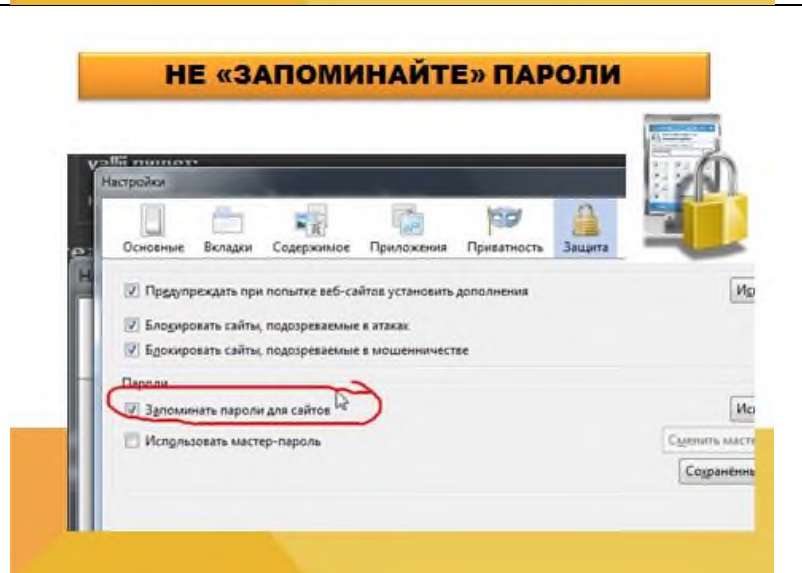 НЕ «ЗАПОМИНАЙТЕ» ПАРОЛИ
Настройки
Основные Вкладки Содержимое Приложения Приватность Защита
Предупреждать при попытке веб-сайтов установить дополнения
Блокировать сайты, подозреваемые в атаках
Блокировать сайты, подозреваемые в мошенничестве
Пароли
Запоминать пароли для сайтов
Использовать мастер-пароль
Сменить